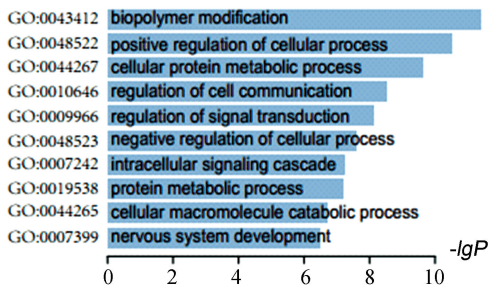 GO:0043412 biopolymer modification
GO:0048522 positive regulation of cellular process
GO:0044267 cellular protein metabolic process
GO:0010646 regulation of cell communication
GO:0009966 regulation of signal transduction
GO:0048523 negative regulation of cellular process
GO:0007242 intracellular signaling cascade
GO:0019538 protein metabolic process
GO:0044265 cellular macromolecule catabolic process
GO:0007399 nervous system development
-lgP
0 2 4 6 8 10